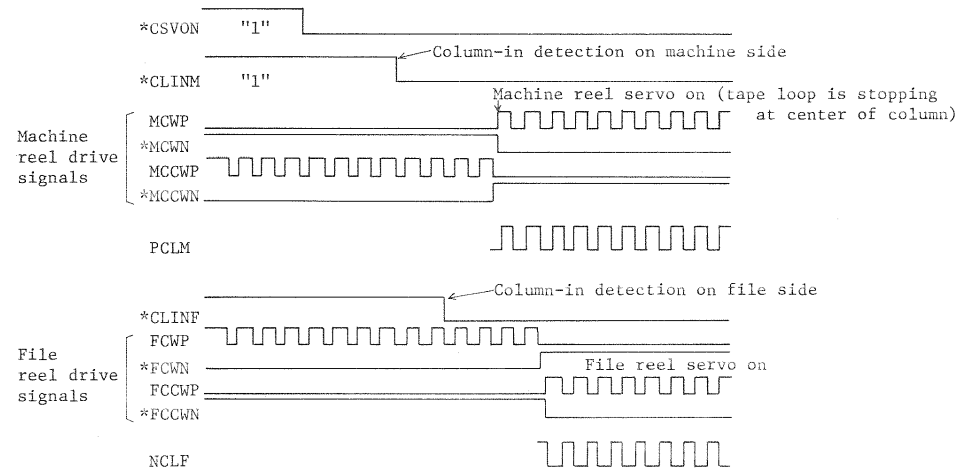 *CSVON "1"
Column-in detection on machine side
*CLINM "1"
Machine reel servo on (tape loop is stopping
at center of column)
Machine
reel drive
signals
MCWP
*MCWN
MCCWP
*MCCWN
PCLM
Column-in detection on file side
*CLINF
File
reel drive
signals
FCWP
*FCWN
File reel servo on
FCCWP
*FCCWN
NCLF